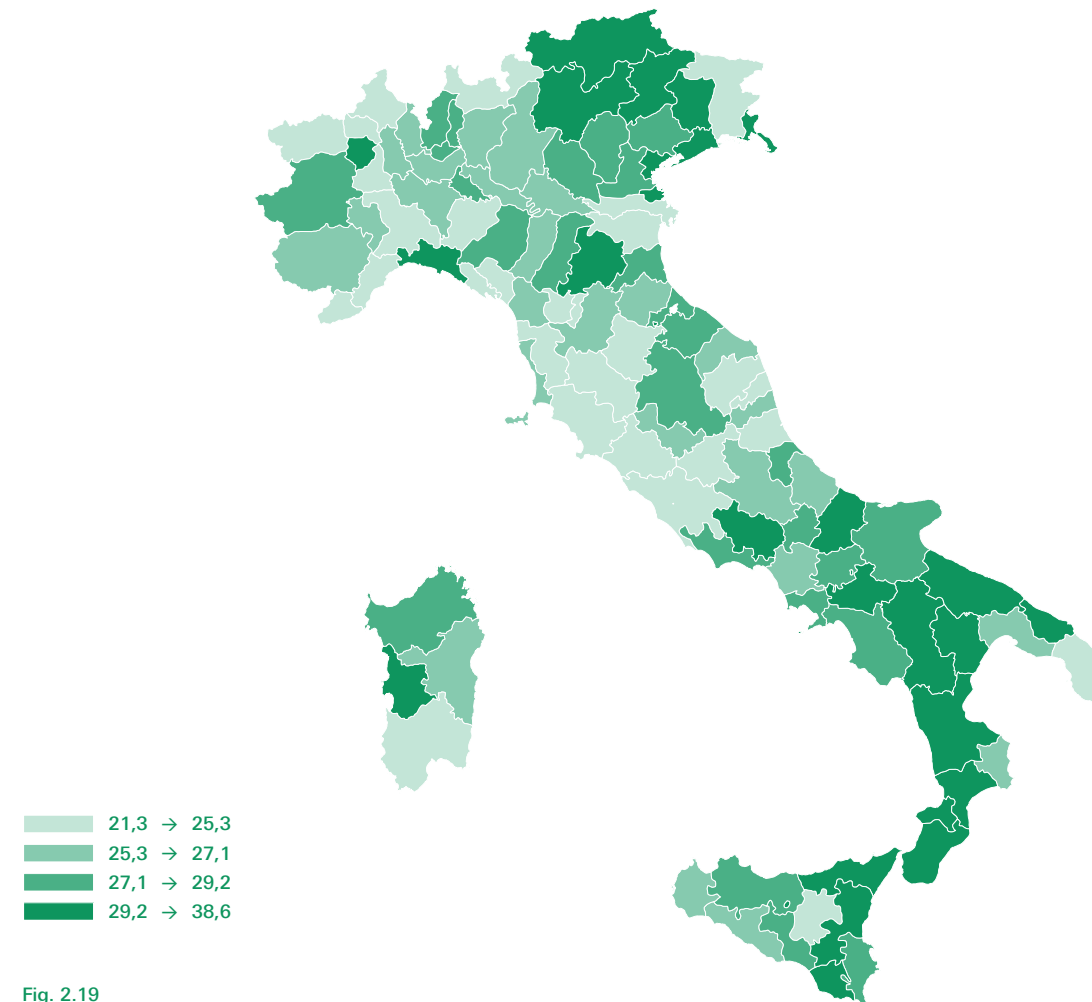 21,3 → 25,3
25,3 → 27,1
27,1 → 29,2
29,2 → 38,6
Fig. 2.19